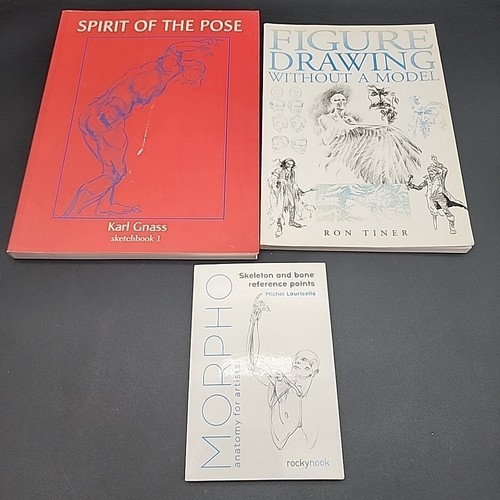 SPIRIT OF THE POSE
Karl Gnass
sketchbook 1
FIGURE
DRAWING
WITHOUT A MODEL
RON TINER
Skeleton and bone
reference points
Michel Lauricella
MORPHO
anatomy for artists
rockynook